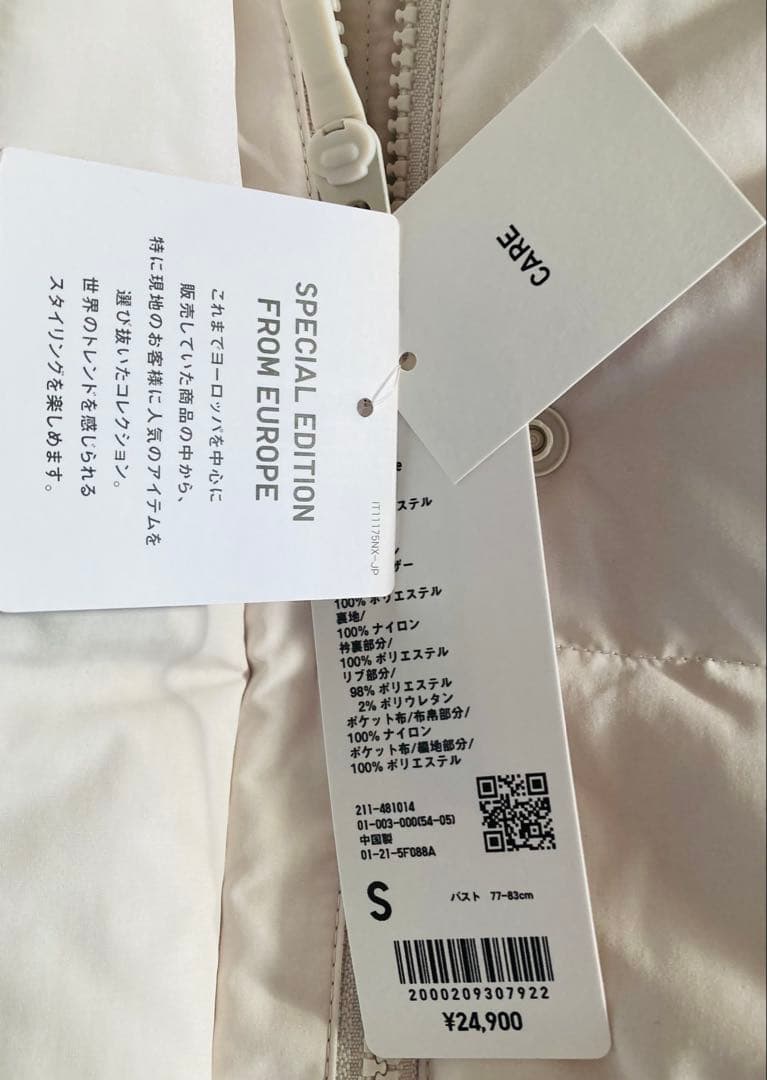 CARE
SPECIAL EDITION
FROM EUROPE
これまでヨーロッパを中心に
販売していた商品の中から、
特に現地のお客様に人気のアイテムを
選び抜いたコレクション。
世界のトレンドを感じられる
スタイリングを楽しめます。
IT11175NX-JP
ステル
100% ポリエステル
裏地/
100% ナイロン
衿裏部分/
100% ポリエステル
リブ部分/
98% ポリエステル
2% ポリウレタン
ポケット布/布帛部分/
100% ナイロン
ポケット布/編地部分/
100% ポリエステル
211-481014
01-003-000(54-05)
中国製
01-21-5F088A
S
バスト 77-83cm
2000209307922
¥24,900